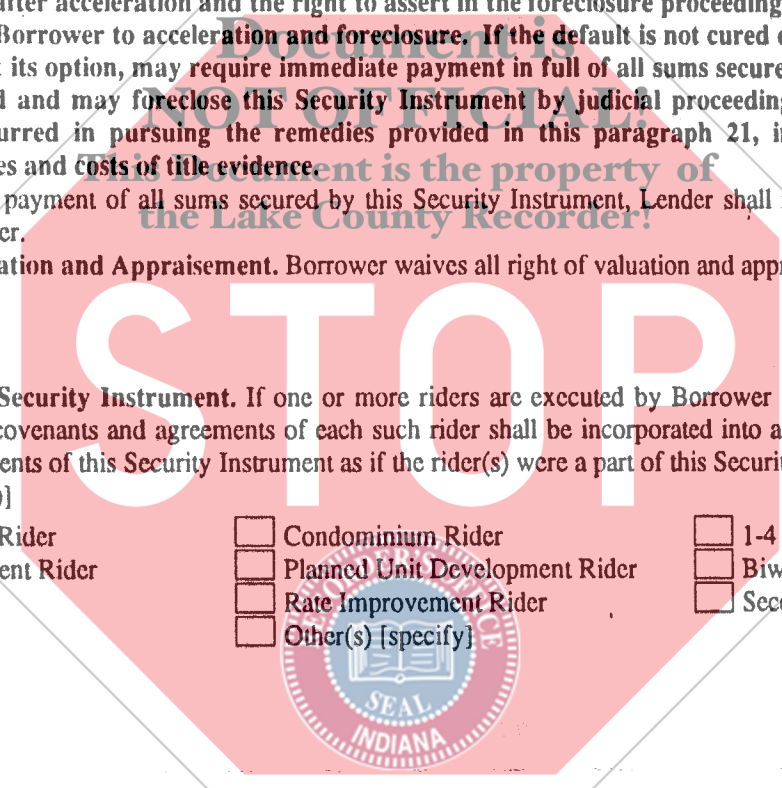 after acceleration and the right to assert in the foreclosure proceeding
Document is
Borrower to acceleration and foreclosure. If the default is not cured
its option, may require immediate payment in full of all sums secure
NOT OFFICIAL!
and may foreclose this Security Instrument by judicial proceeding
urred in pursuing the remedies provided in this paragraph 21, i
es and costs of title evidence.
This Document is the property of
payment of all sums secured by this Security Instrument, Lender shall
the Lake County Recorder!
er.
ation and Appraisement. Borrower waives all right of valuation and appr
STOP
Security Instrument. If one or more riders are executed by Borrower
covenants and agreements of each such rider shall be incorporated into a
ents of this Security Instrument as if the rider(s) were a part of this Securit
)]
Rider Condominium Rider 1-4
ent Rider Planned Unit Development Rider Biw
Rate Improvement Rider Seco
Other(s) [specify]
RECORDER'S OFFICE
SEAL
INDIANA